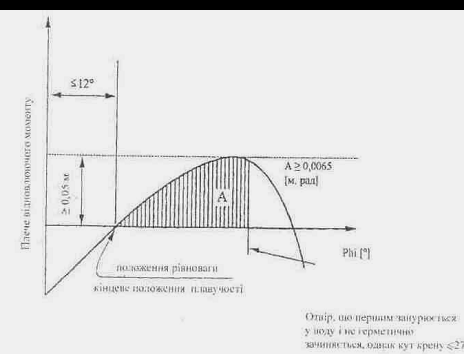 ≤12°
Плече відновлюючого моменту
≥ 0,05 м
A ≥ 0,0065
[м. рад]
A
Phi [°]
положення рівноваги
кінцеве положення плавучості
Отвір, що першим занурюється
у воду і не герметично
зачиняється, однак кут крену ≤27